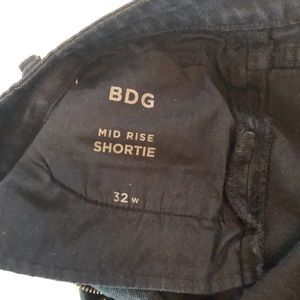 BDG
MID RISE
SHORTIE
32 W